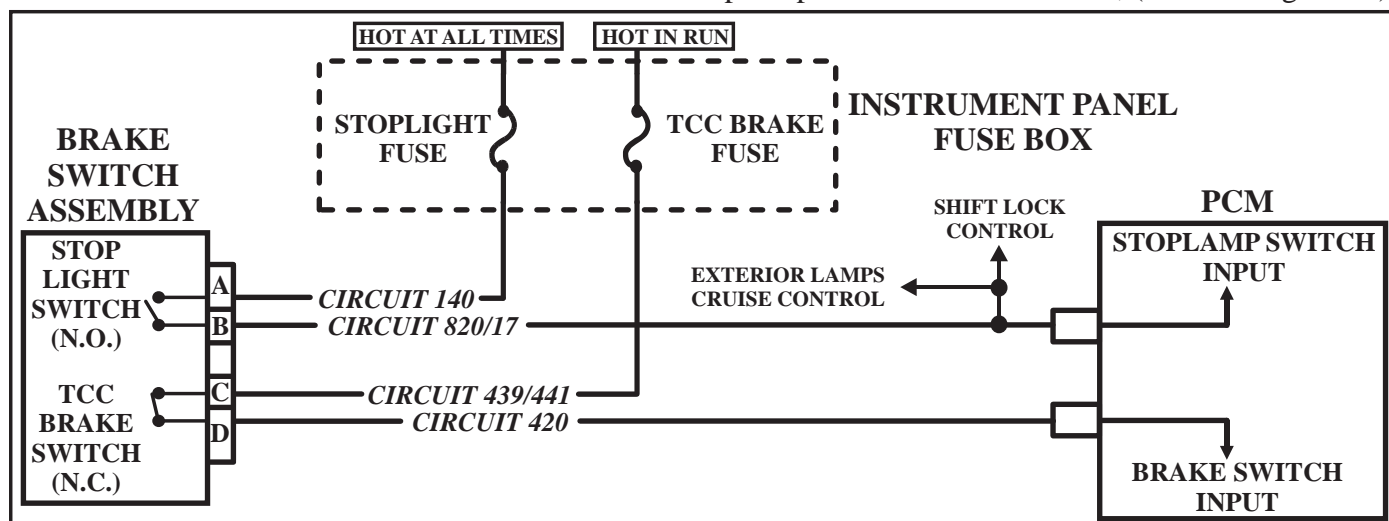 HOT AT ALL TIMES
HOT IN RUN
STOPLIGHT
FUSE
TCC BRAKE
FUSE
INSTRUMENT PANEL
FUSE BOX
BRAKE
SWITCH
ASSEMBLY
STOP
LIGHT
SWITCH
(N.O.)
TCC
BRAKE
SWITCH
(N.C.)
A
B
C
D
CIRCUIT 140
CIRCUIT 820/17
CIRCUIT 439/441
CIRCUIT 420
SHIFT LOCK
CONTROL
EXTERIOR LAMPS
CRUISE CONTROL
PCM
STOPLAMP SWITCH
INPUT
BRAKE SWITCH
INPUT